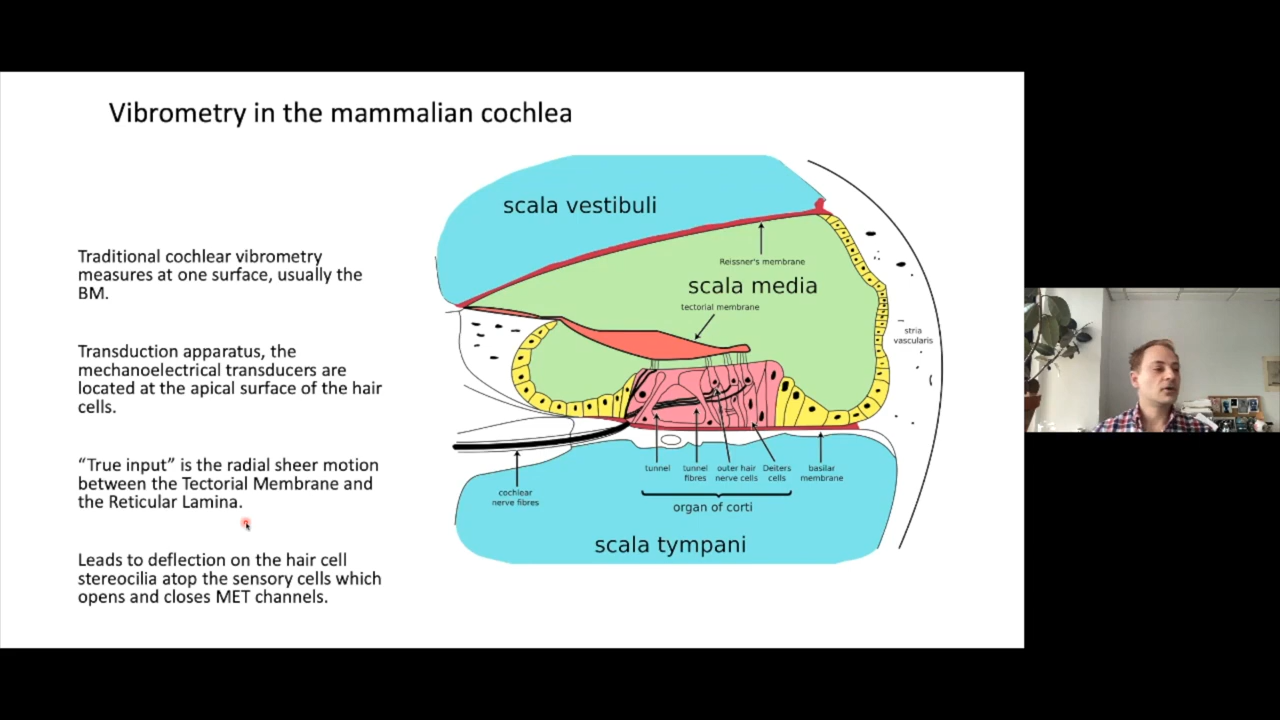 Vibrometry in the mammalian cochlea
Traditional cochlear vibrometry
measures at one surface, usually the
BM.
Transduction apparatus, the
mechanoelectrical transducers are
located at the apical surface of the hair
cells.
“True input” is the radial sheer motion
between the Tectorial Membrane and
the Reticular Lamina.
Leads to deflection on the hair cell
stereocilia atop the sensory cells which
opens and closes MET channels.
scala vestibuli
Reissner's membrane
scala media
tectorial membrane
stria
vascularis
tunnel
tunnel
fibres
outer hair
nerve cells
Deiters
cells
basilar
membrane
cochlear
nerve fibres
organ of corti
scala tympani